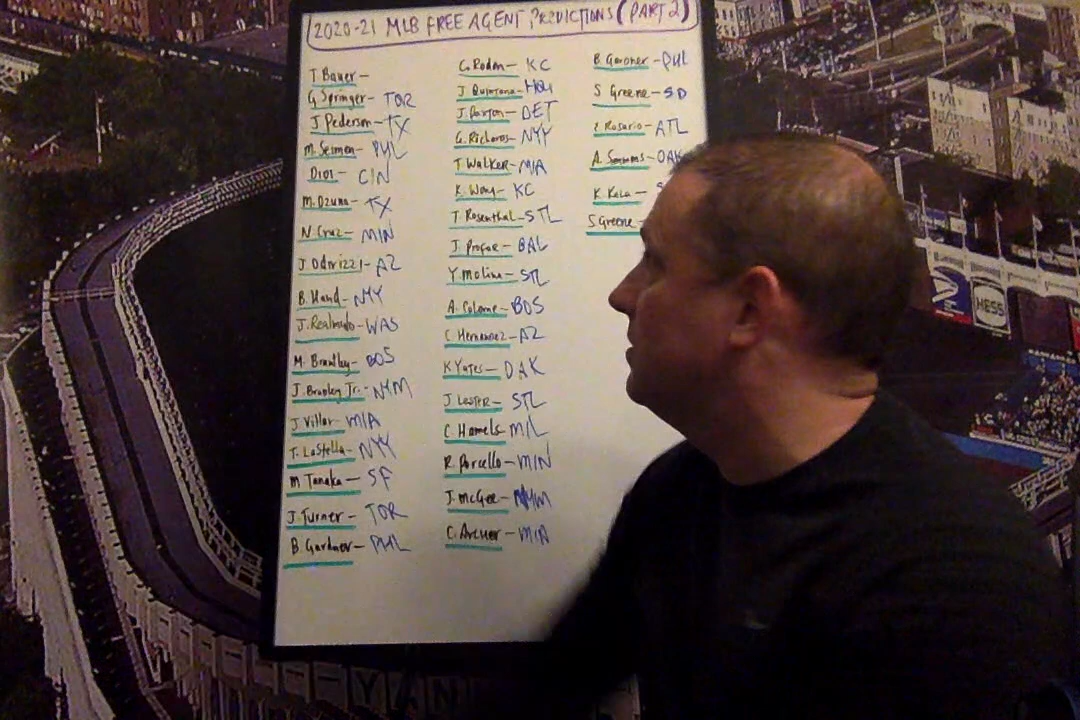 2020-21 MLB FREE AGENT PREDICTIONS (PART 2)
T Bauer -
G Springer - TOR
J Pederson - TX
M. Semien - PHL
Didi - CIN
M. Ozuna - TX
N. Cruz - MIN
J Odorizzi - AZ
B. Hand - NYY
J. Realmuto - WAS
M. Brantley - BOS
J. Bradley Jr. - NYM
J. Villar - MIA
T. LaStella - NYY
M Tanaka - SF
J. Turner - TOR
B. Gardner - PHL
C. Rodon - KC
J Quintana - HOU
J. Paxton - DET
G. Richards - NYY
T Walker - MIA
K. Wong - KC
T. Rosenthal - STL
J. Profar - BAL
Y. Molina - STL
A. Colome - BOS
C Hernandez - AZ
K Yates - OAK
J Lester - STL
C. Hamels - MIL
R. Porcello - MIN
J. McGee - NYM
C. Archer - MIA
B. Gardner - PHL
S Greene - SD
E. Rosario - ATL
A. Simmons - OAK
K Kela -
S. Greene -
HESS